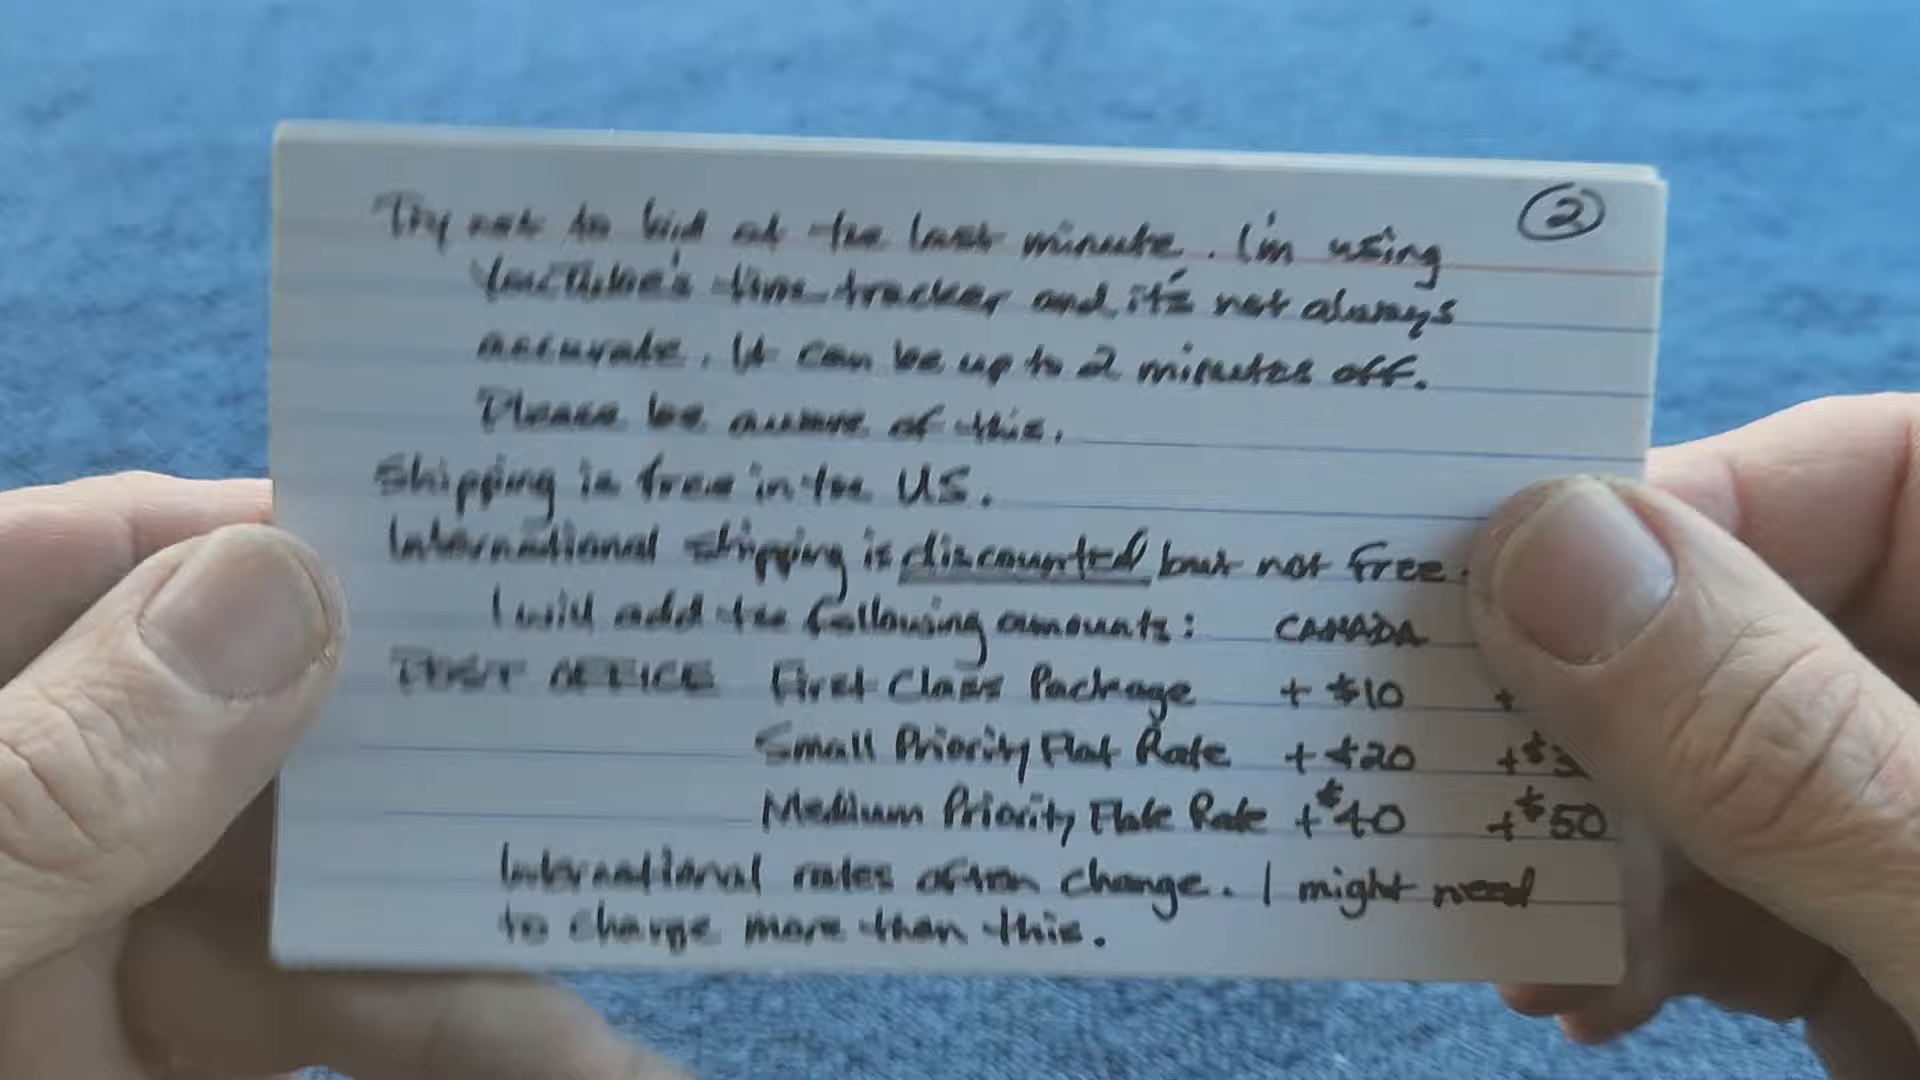 2
Try not to bid at the last minute. I'm using
YouTube's time tracker and it's not always
accurate. It can be up to 2 minutes off.
Please be aware of this.
Shipping is free in the US.
International shipping is discounted but not free.
I will add the following amounts: CANADA
POST OFFICE First Class Package +$10 +
Small Priority Flat Rate +$20 +$3
Medium Priority Flate Rate +$40 +$50
International rates often change. I might need
to charge more than this.